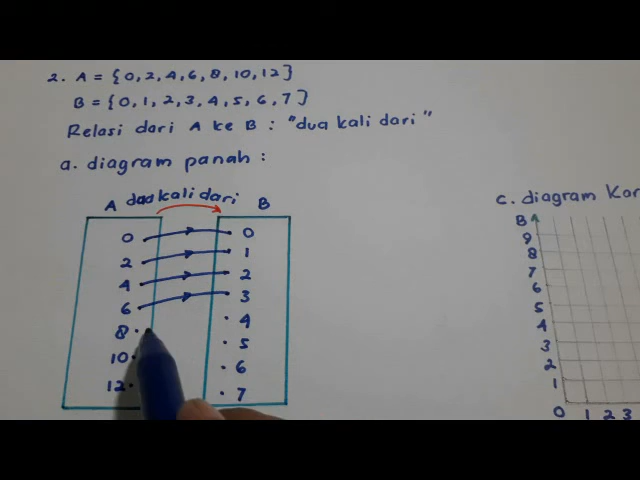 2. A = {0, 2, 4, 6, 8, 10, 12}
B = {0, 1, 2, 3, 4, 5, 6, 7}
Relasi dari A ke B : "dua kali dari"
a. diagram panah :
A dua kali dari B
0 0
2 1
4 2
6 3
8 4
10 5
12 6
7
c. diagram Kar
B
9
8
7
6
5
4
3
2
1
0 1 2 3